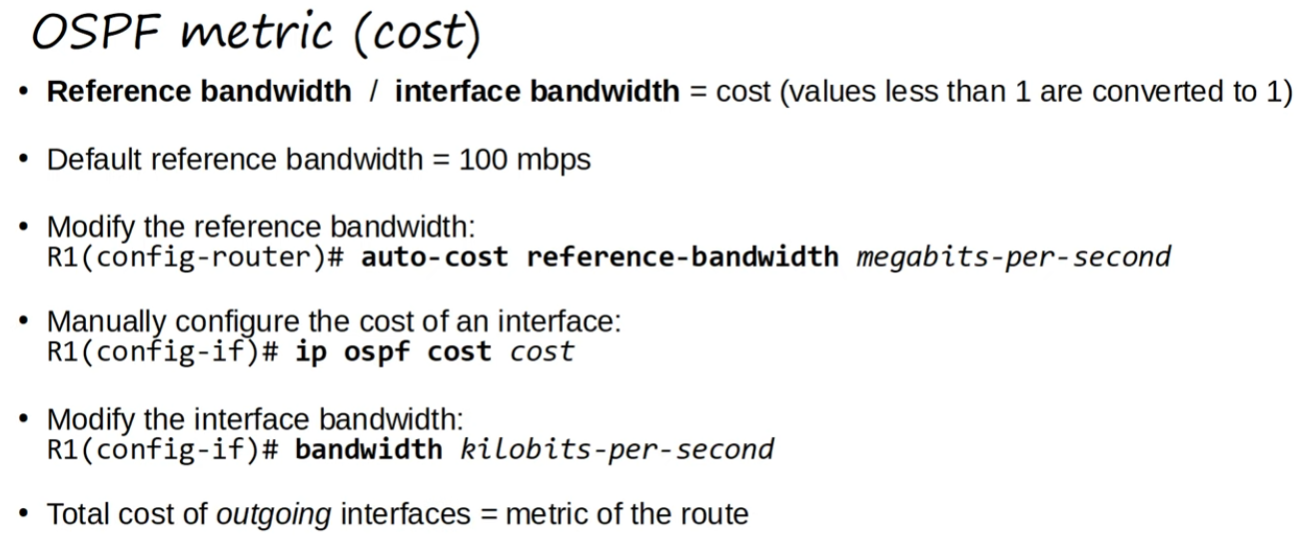 OSPF metric (cost)
• Reference bandwidth / interface bandwidth = cost (values less than 1 are converted to 1)
• Default reference bandwidth = 100 mbps
• Modify the reference bandwidth:
R1(config-router)# auto-cost reference-bandwidth megabits-per-second
• Manually configure the cost of an interface:
R1(config-if)# ip ospf cost cost
• Modify the interface bandwidth:
R1(config-if)# bandwidth kilobits-per-second
• Total cost of outgoing interfaces = metric of the route